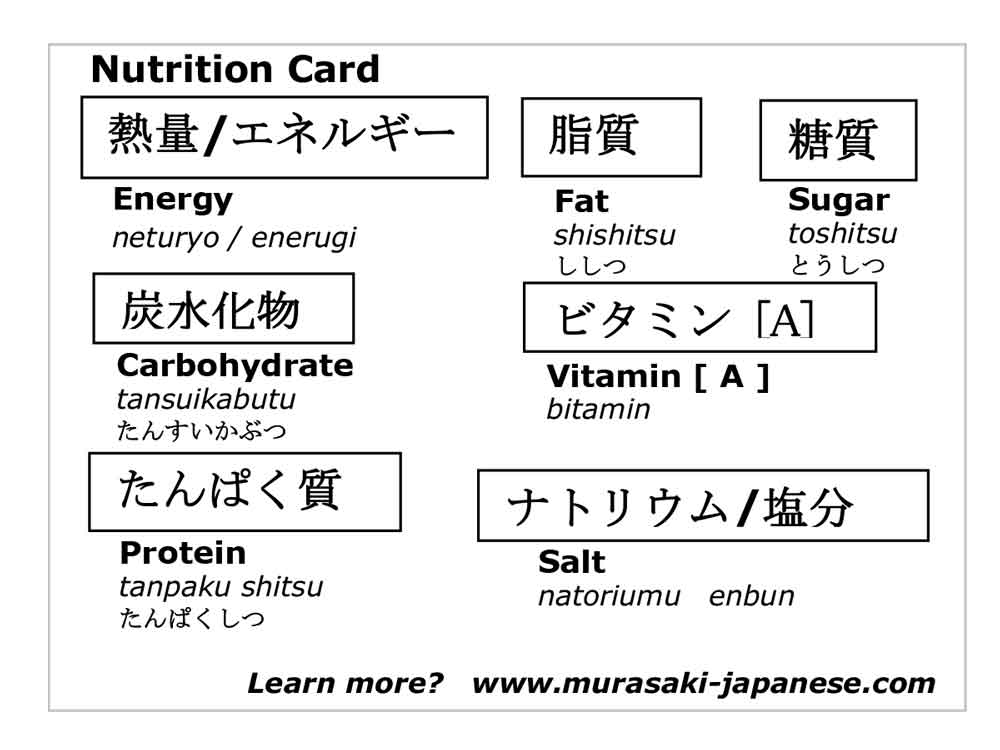 Nutrition Card
熱量/エネルギー
Energy
neturyo / enerugi
脂質
Fat
shishitsu
ししつ
糖質
Sugar
toshitsu
とうしつ
炭水化物
Carbohydrate
tansuikabutu
たんすいかぶつ
ビタミン [A]
Vitamin [ A ]
bitamin
たんぱく質
Protein
tanpaku shitsu
たんぱくしつ
ナトリウム/塩分
Salt
natoriumu enbun
Learn more? www.murasaki-japanese.com